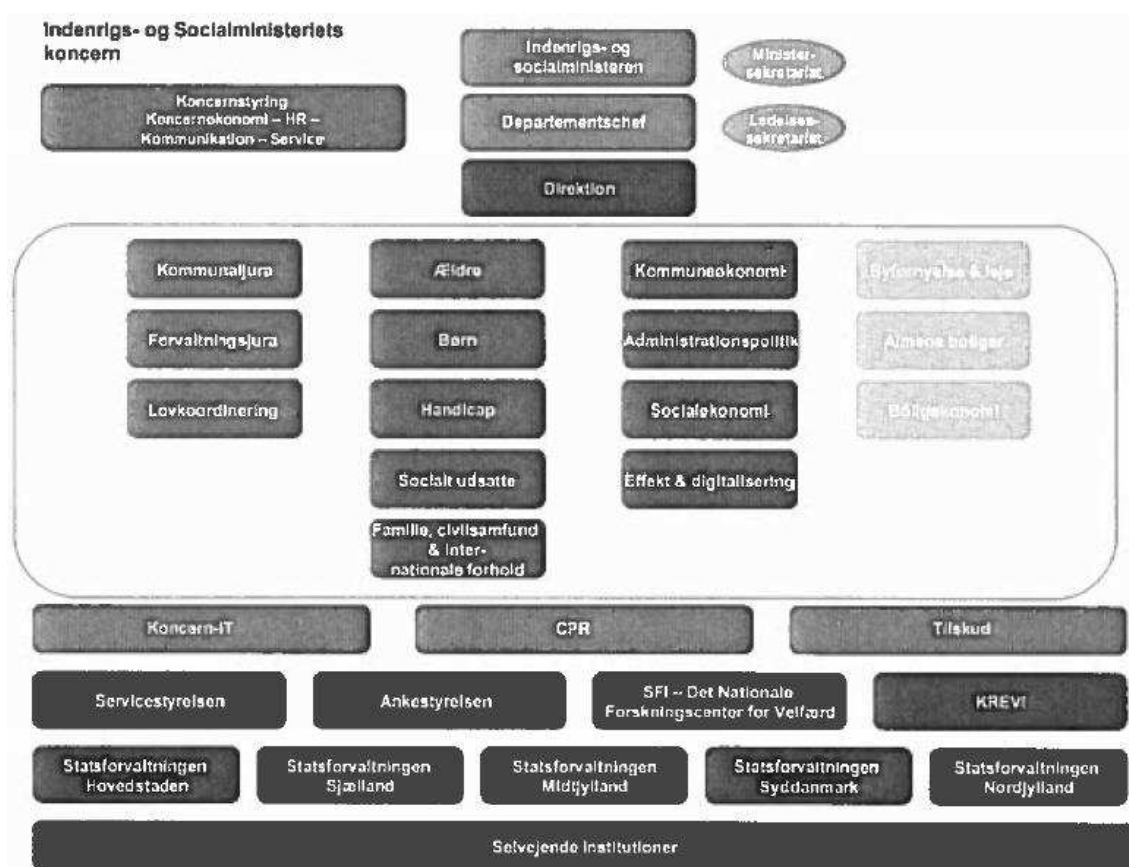 Indenrigs- og Socialministeriets
koncern
Indenrigs- og
socialministeren
Minister-
sekretariat
Koncernstyring
Koncernøkonomi – HR –
Kommunikation – Service
Departementschef
Ledelses-
sekretariat
Direktion
Kommunaljura
Ældre
Kommuneøkonomi
Byfornyelse & leje
Forvaltningsjura
Børn
Administrationspolitik
Almene boliger
Lovkoordinering
Handicap
Socialøkonomi
Boligøkonomi
Socialt udsatte
Effekt & digitalisering
Familie, civilsamfund
& inter-
nationale forhold
Koncern-IT
CPR
Tilskud
Servicestyrelsen
Ankestyrelsen
SFI – Det Nationale
Forskningscenter for Velfærd
KREVI
Statsforvaltningen
Hovedstaden
Statsforvaltningen
Sjælland
Statsforvaltningen
Midtjylland
Statsforvaltningen
Syddanmark
Statsforvaltningen
Nordjylland
Selvejende institutioner